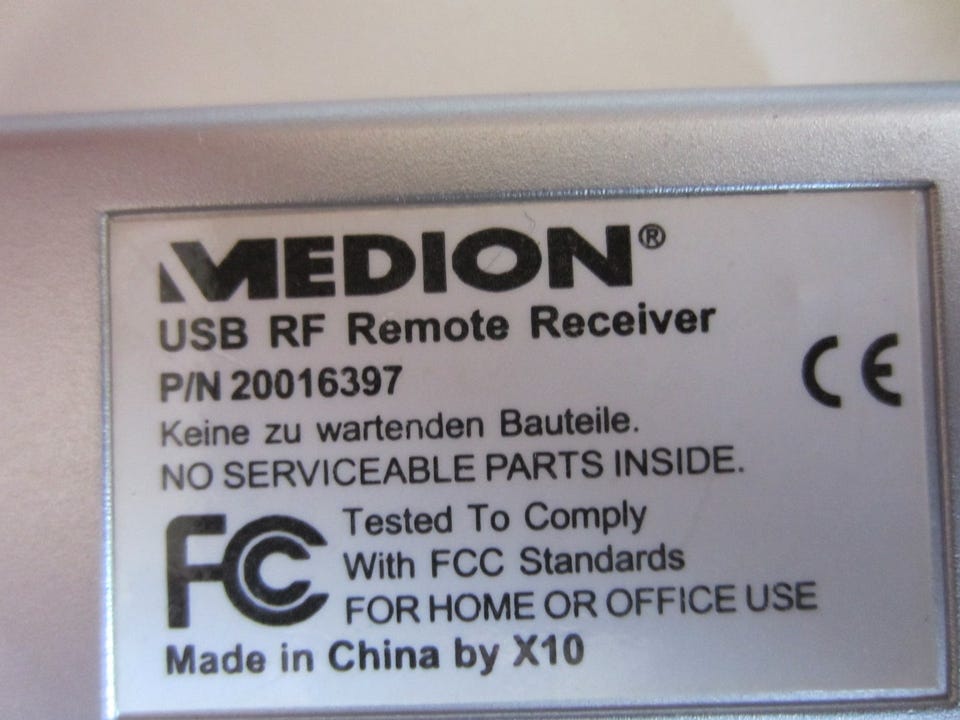 MEDION®
USB RF Remote Receiver
P/N 20016397
CE
Keine zu wartenden Bauteile.
NO SERVICEABLE PARTS INSIDE.
FC Tested To Comply
With FCC Standards
FOR HOME OR OFFICE USE
Made in China by X10